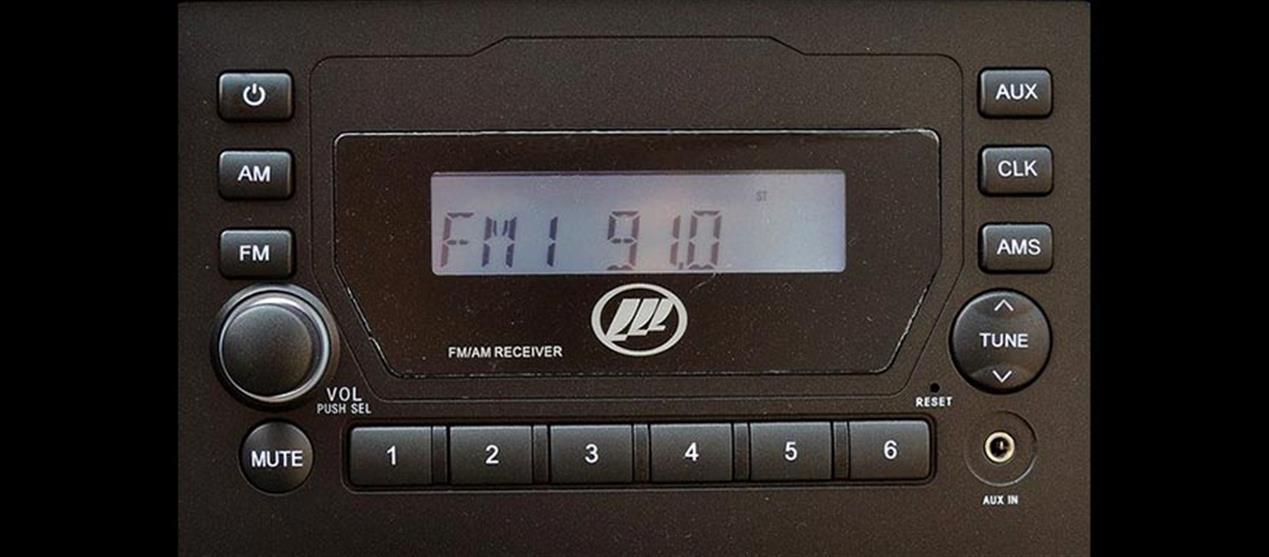 AUX
AM
CLK
ST
FM1 91.0
FM
AMS
TUNE
FM/AM RECEIVER
VOL
PUSH SEL
RESET
MUTE
1 2 3 4 5 6
AUX IN